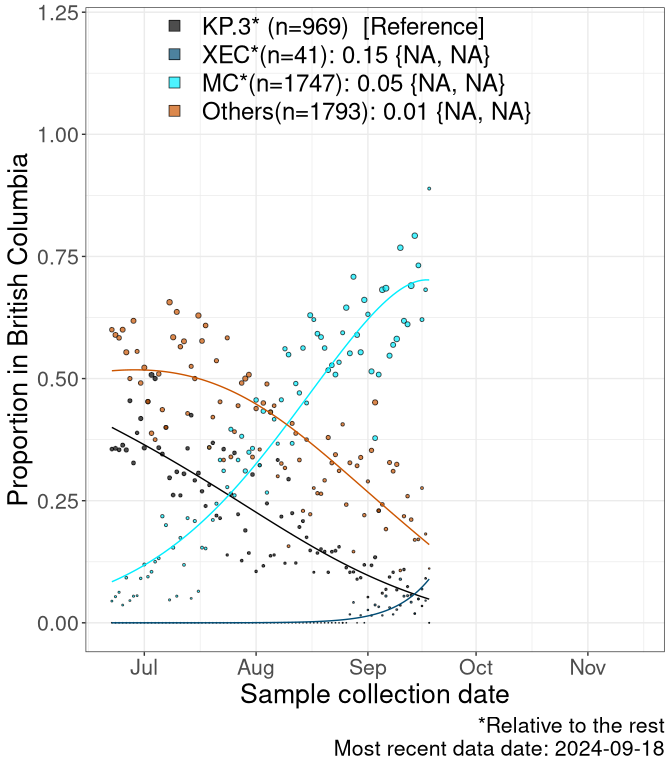 KP.3* (n=969) [Reference]
XEC*(n=41): 0.15 {NA, NA}
MC*(n=1747): 0.05 {NA, NA}
Others(n=1793): 0.01 {NA, NA}
1.25
1.00
0.75
0.50
0.25
0.00
Proportion in British Columbia
Jul Aug Sep Oct Nov
Sample collection date
*Relative to the rest
Most recent data date: 2024-09-18